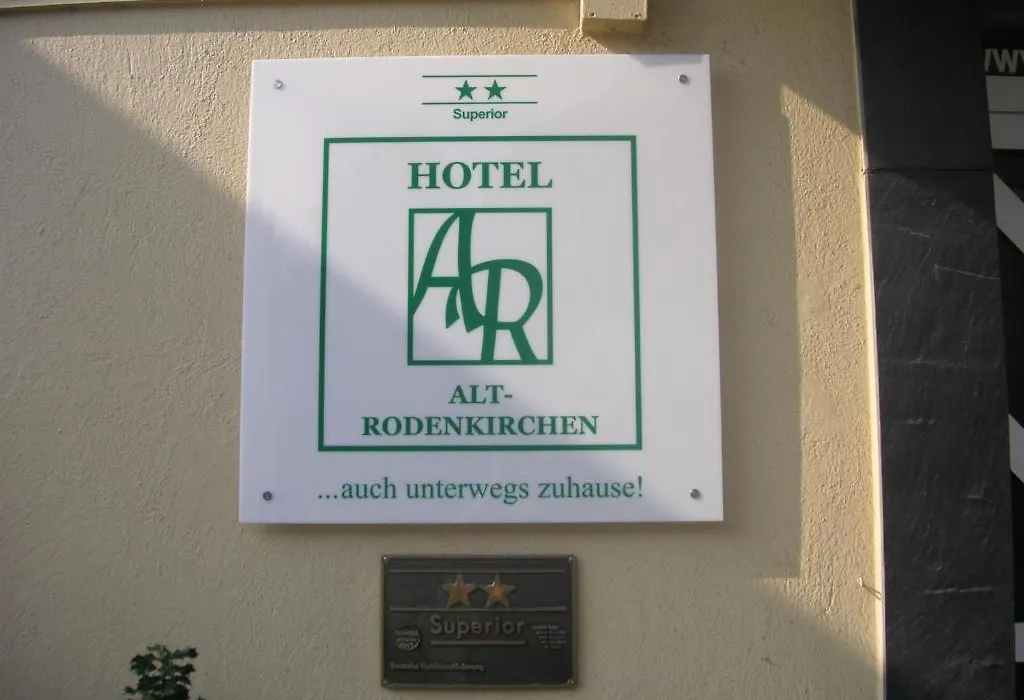 Superior
HOTEL
AR
ALT-
RODENKIRCHEN
...auch unterwegs zuhause!
Superior